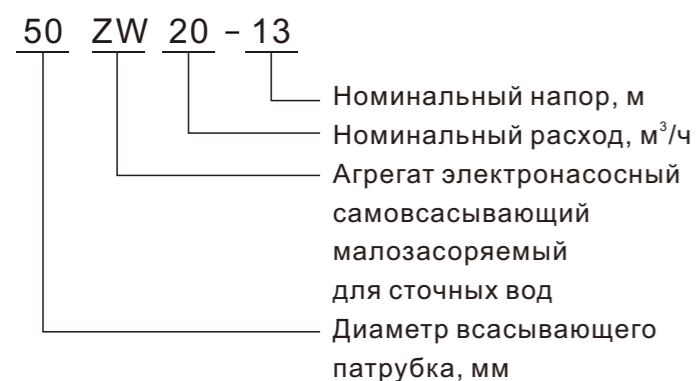 50 ZW 20 – 13
Номинальный напор, м
Номинальный расход, м³/ч
Агрегат электронасосный
самовсасывающий
малозасоряемый
для сточных вод
Диаметр всасывающего
патрубка, мм